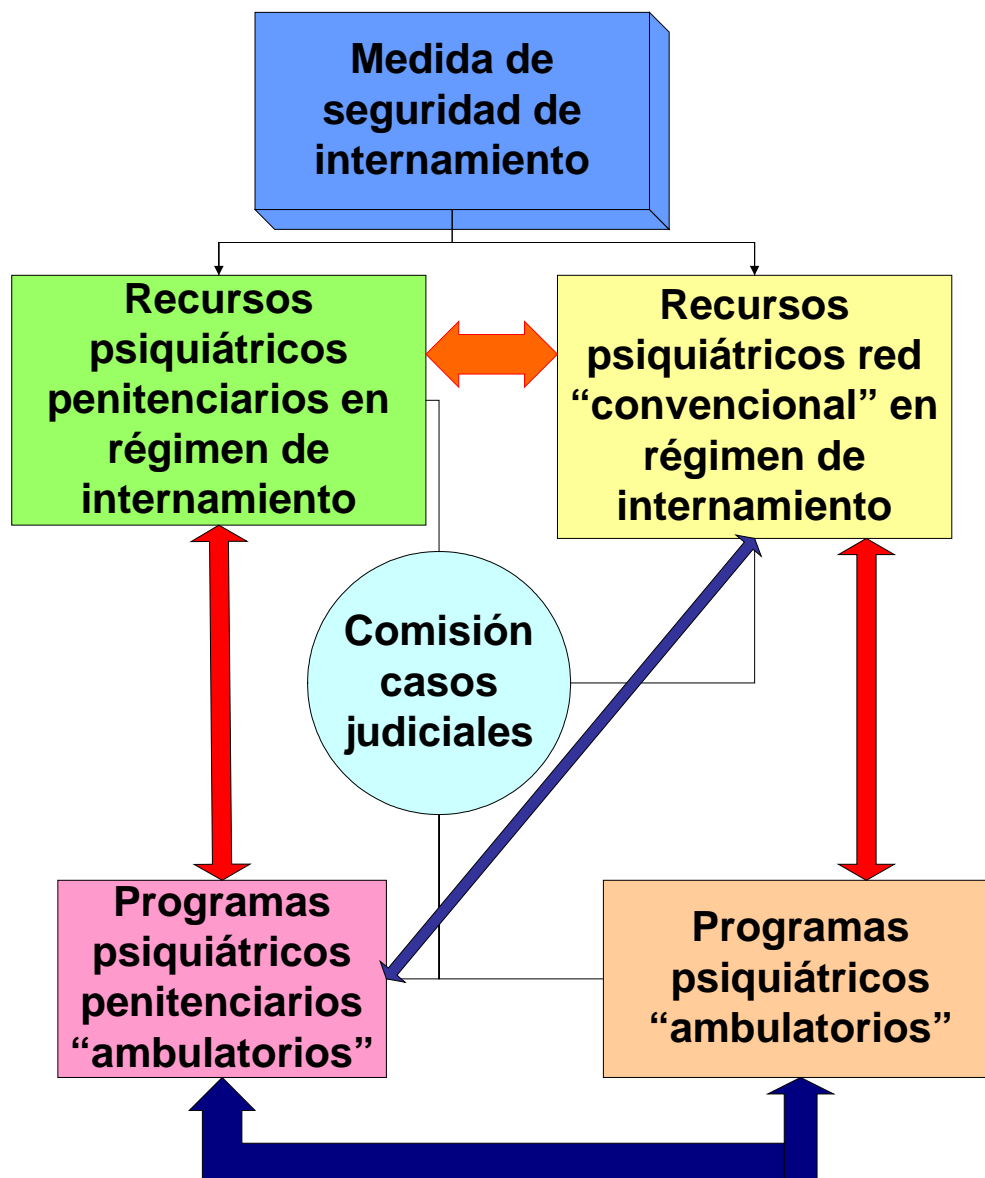 Medida de
seguridad de
internamiento
Recursos
psiquiátricos
penitenciarios en
régimen de
internamiento
Recursos
psiquiátricos red
“convencional” en
régimen de
internamiento
Comisión
casos
judiciales
Programas
psiquiátricos
penitenciarios
“ambulatorios”
Programas
psiquiátricos
“ambulatorios”